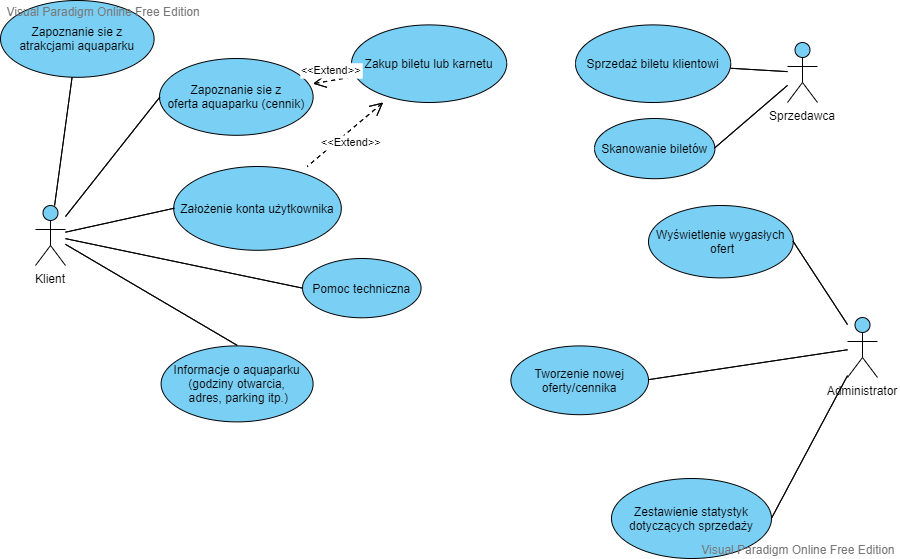 Visual Paradigm Online Free Edition
Zapoznanie sie z
atrakcjami aquaparku
Zapoznanie sie z
oferta aquaparku (cennik)
<<Extend>>
Zakup biletu lub karnetu
<<Extend>>
Założenie konta użytkownika
Klient
Pomoc techniczna
Informacje o aquaparku
(godziny otwarcia,
adres, parking itp.)
Sprzedaż biletu klientowi
Sprzedawca
Skanowanie biletów
Wyświetlenie wygasłych
ofert
Tworzenie nowej
oferty/cennika
Administrator
Zestawienie statystyk
dotyczących sprzedaży
Visual Paradigm Online Free Edition